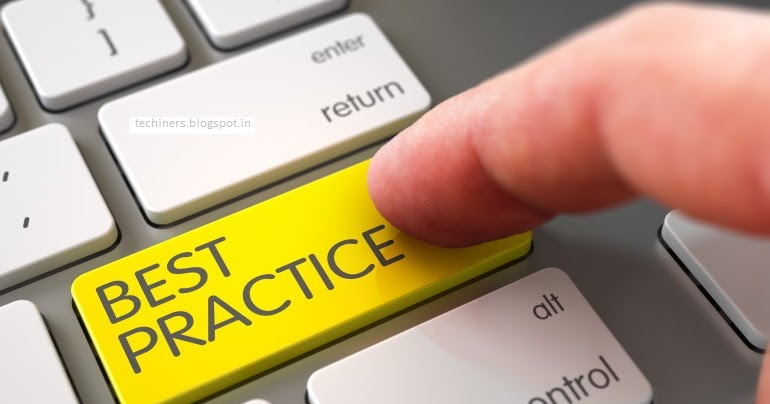 }
]
enter
return
techiners.blogspot.in
"
'
BEST
PRACTICE
alt
control